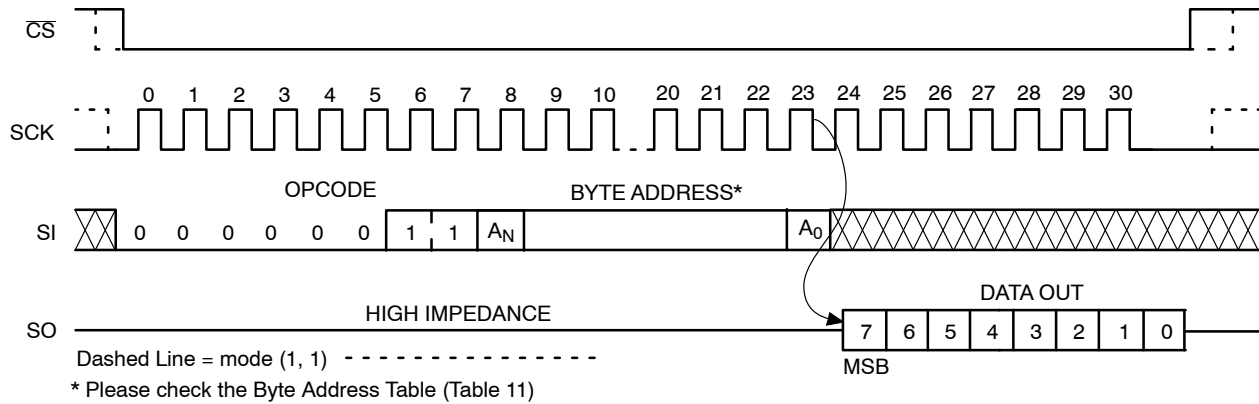 CS
0 1 2 3 4 5 6 7 8 9 10 20 21 22 23 24 25 26 27 28 29 30
SCK
OPCODE BYTE ADDRESS*
SI 0 0 0 0 0 0 1 1 AN A0
DATA OUT
HIGH IMPEDANCE
SO 7 6 5 4 3 2 1 0
Dashed Line = mode (1, 1) - - - - - - - - - - - - - - - -
MSB
* Please check the Byte Address Table (Table 11)